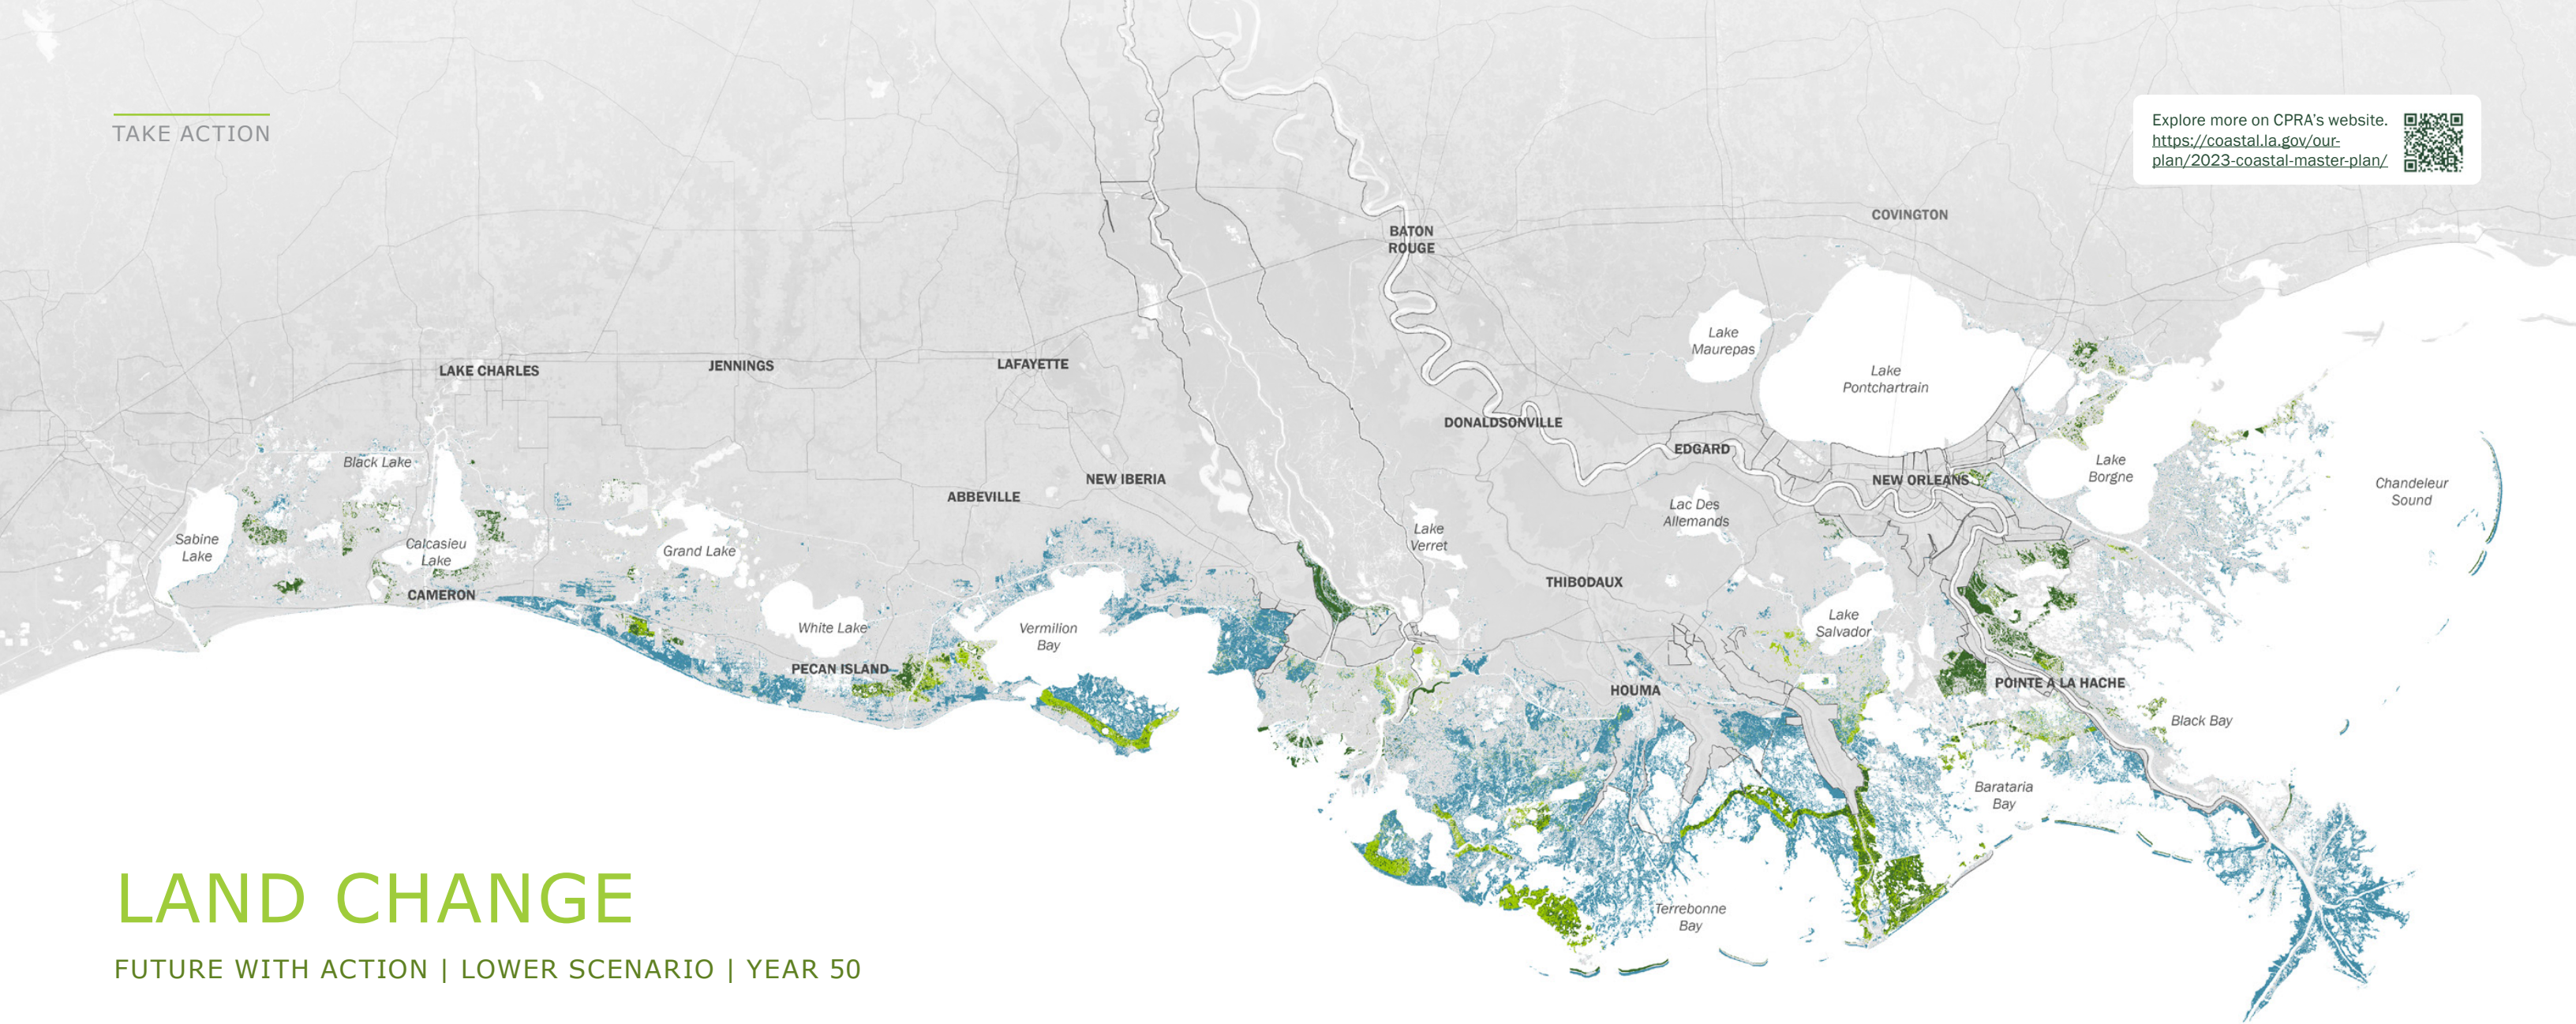 TAKE ACTION
Explore more on CPRA's website.
https://coastal.la.gov/our-
plan/2023-coastal-master-plan/
COVINGTON
BATON
ROUGE
Lake
Maurepas
Lake
Pontchartrain
LAKE CHARLES
JENNINGS
LAFAYETTE
DONALDSONVILLE
EDGARD
Black Lake
NEW IBERIA
ABBEVILLE
NEW ORLEANS
Lake
Borgne
Chandeleur
Sound
Lac Des
Allemands
Sabine
Lake
Calcasieu
Lake
Grand Lake
Lake
Verret
THIBODAUX
CAMERON
White Lake
Vermilion
Bay
Lake
Salvador
PECAN ISLAND
HOUMA
POINTE A LA HACHE
Black Bay
Barataria
Bay
Terrebonne
Bay
LAND CHANGE
FUTURE WITH ACTION | LOWER SCENARIO | YEAR 50